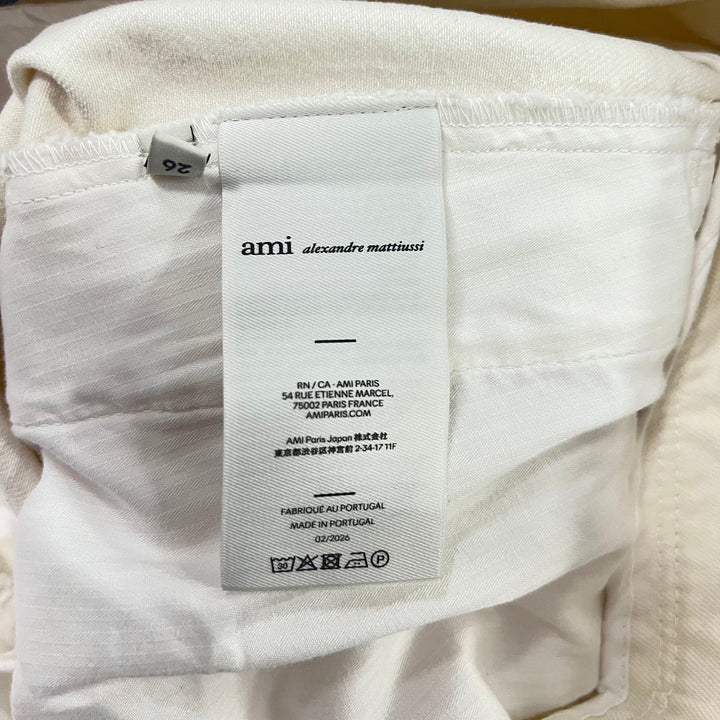 26
ami alexandre mattiussi
RN / CA - AMI PARIS
54 RUE ETIENNE MARCEL,
75002 PARIS FRANCE
AMIPARIS.COM
AMI Paris Japan 株式会社
東京都渋谷区神宮前 2-34-17 11F
FABRIQUÉ AU PORTUGAL
MADE IN PORTUGAL
02/2026
30 P